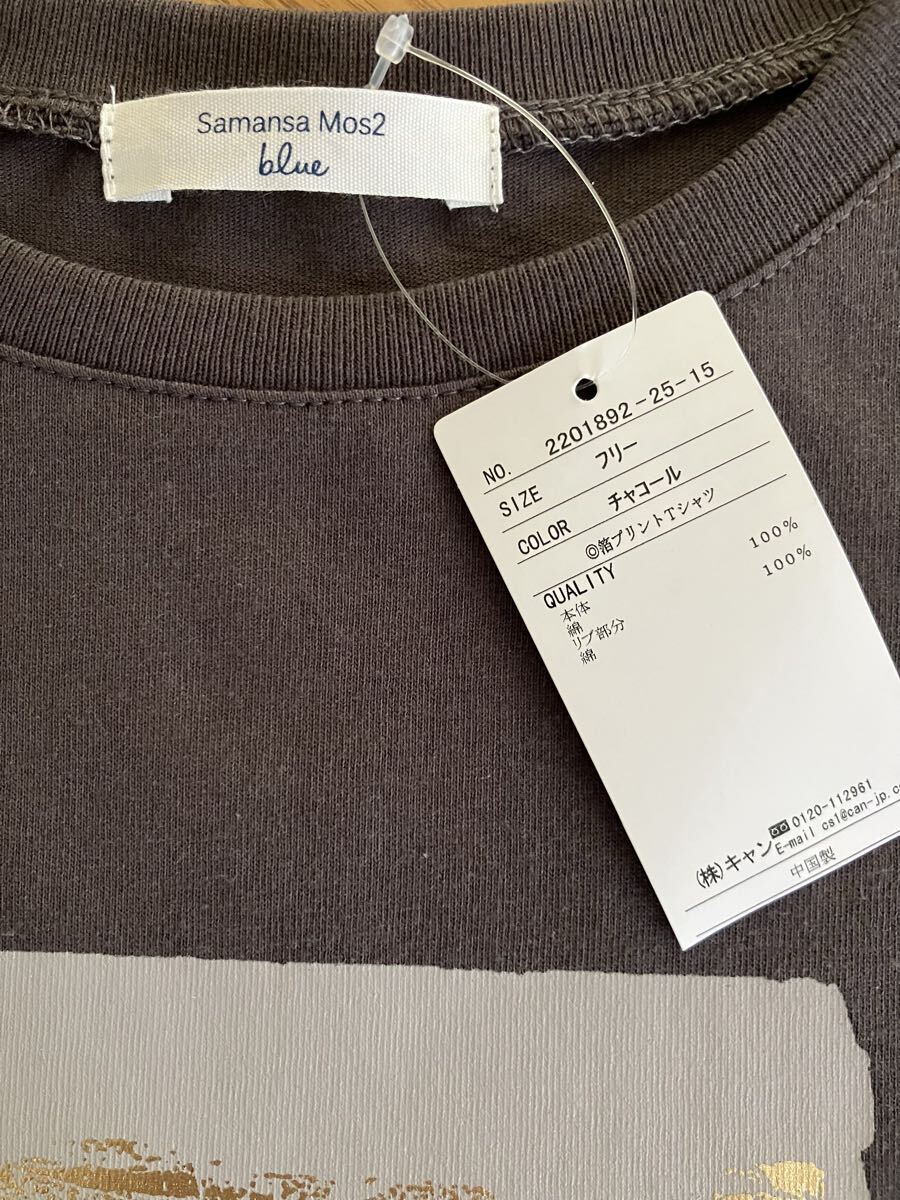 Samansa Mos2
blue
NO. 2201892-25-15
SIZE フリー
COLOR チャコール
◎箔プリントTシャツ
QUALITY
本体
綿 100%
リブ部分
綿 100%
0120-112961
(株)キャン E-mail cs1@can-jp.c
中国製